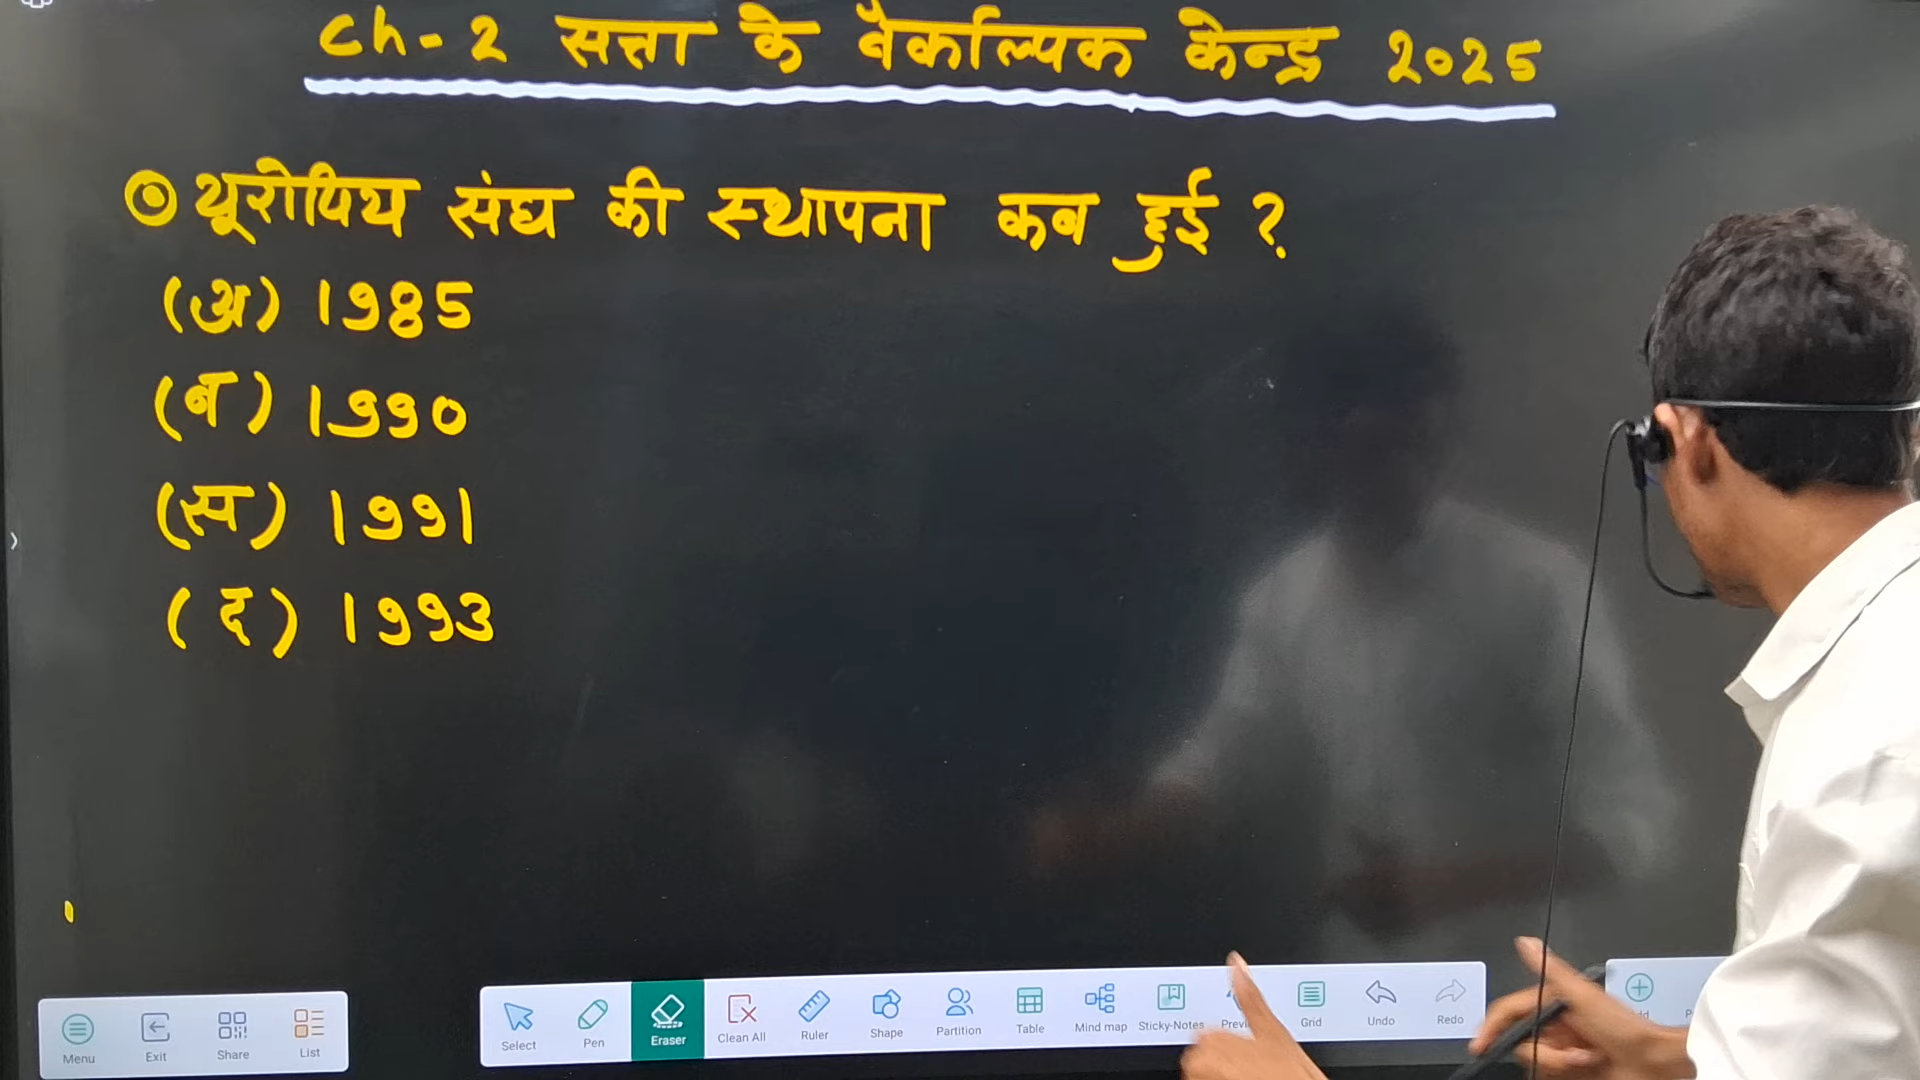 Ch-2 सत्ता के वैकल्पिक केन्द्र 2025
यूरोपिय संघ की स्थापना कब हुई ?
(अ) 1985
(ब) 1990
(स) 1991
(द) 1993
Menu Exit Share List Select Pen Eraser Clean All Ruler Shape Partition Table Mind map Sticky-Notes Grid Undo Redo